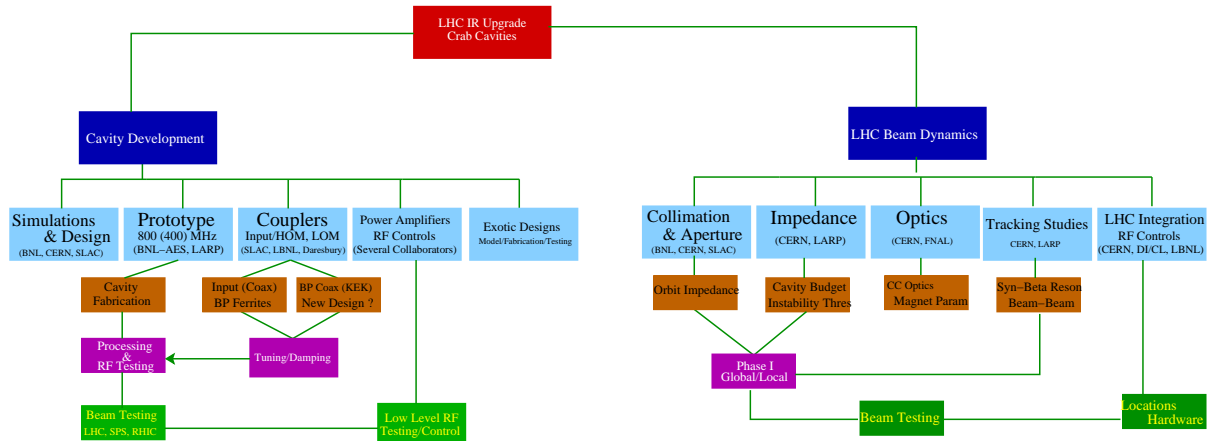 LHC IR Upgrade
Crab Cavities
Cavity Development
LHC Beam Dynamics
Simulations
& Design
(BNL, CERN, SLAC)
Prototype
800 (400) MHz
(BNL–AES, LARP)
Couplers
Input/HOM, LOM
(SLAC, LBNL, Daresbury)
Power Amplifiers
RF Controls
(Several Collaborators)
Exotic Designs
Model/Fabrication/Testing
Collimation
& Aperture
(BNL, CERN, SLAC)
Impedance
(CERN, LARP)
Optics
(CERN, FNAL)
Tracking Studies
CERN, LARP
LHC Integration
RF Controls
(CERN, DI/CL, LBNL)
Cavity
Fabrication
Input (Coax)
BP Ferrites
BP Coax (KEK)
New Design ?
Orbit Impedance
Cavity Budget
Instability Thres
CC Optics
Magnet Param
Syn–Beta Reson
Beam–Beam
Processing
&
RF Testing
Tuning/Damping
Phase I
Global/Local
Beam Testing
LHC, SPS, RHIC
Low Level RF
Testing/Control
Beam Testing
Locations
Hardware